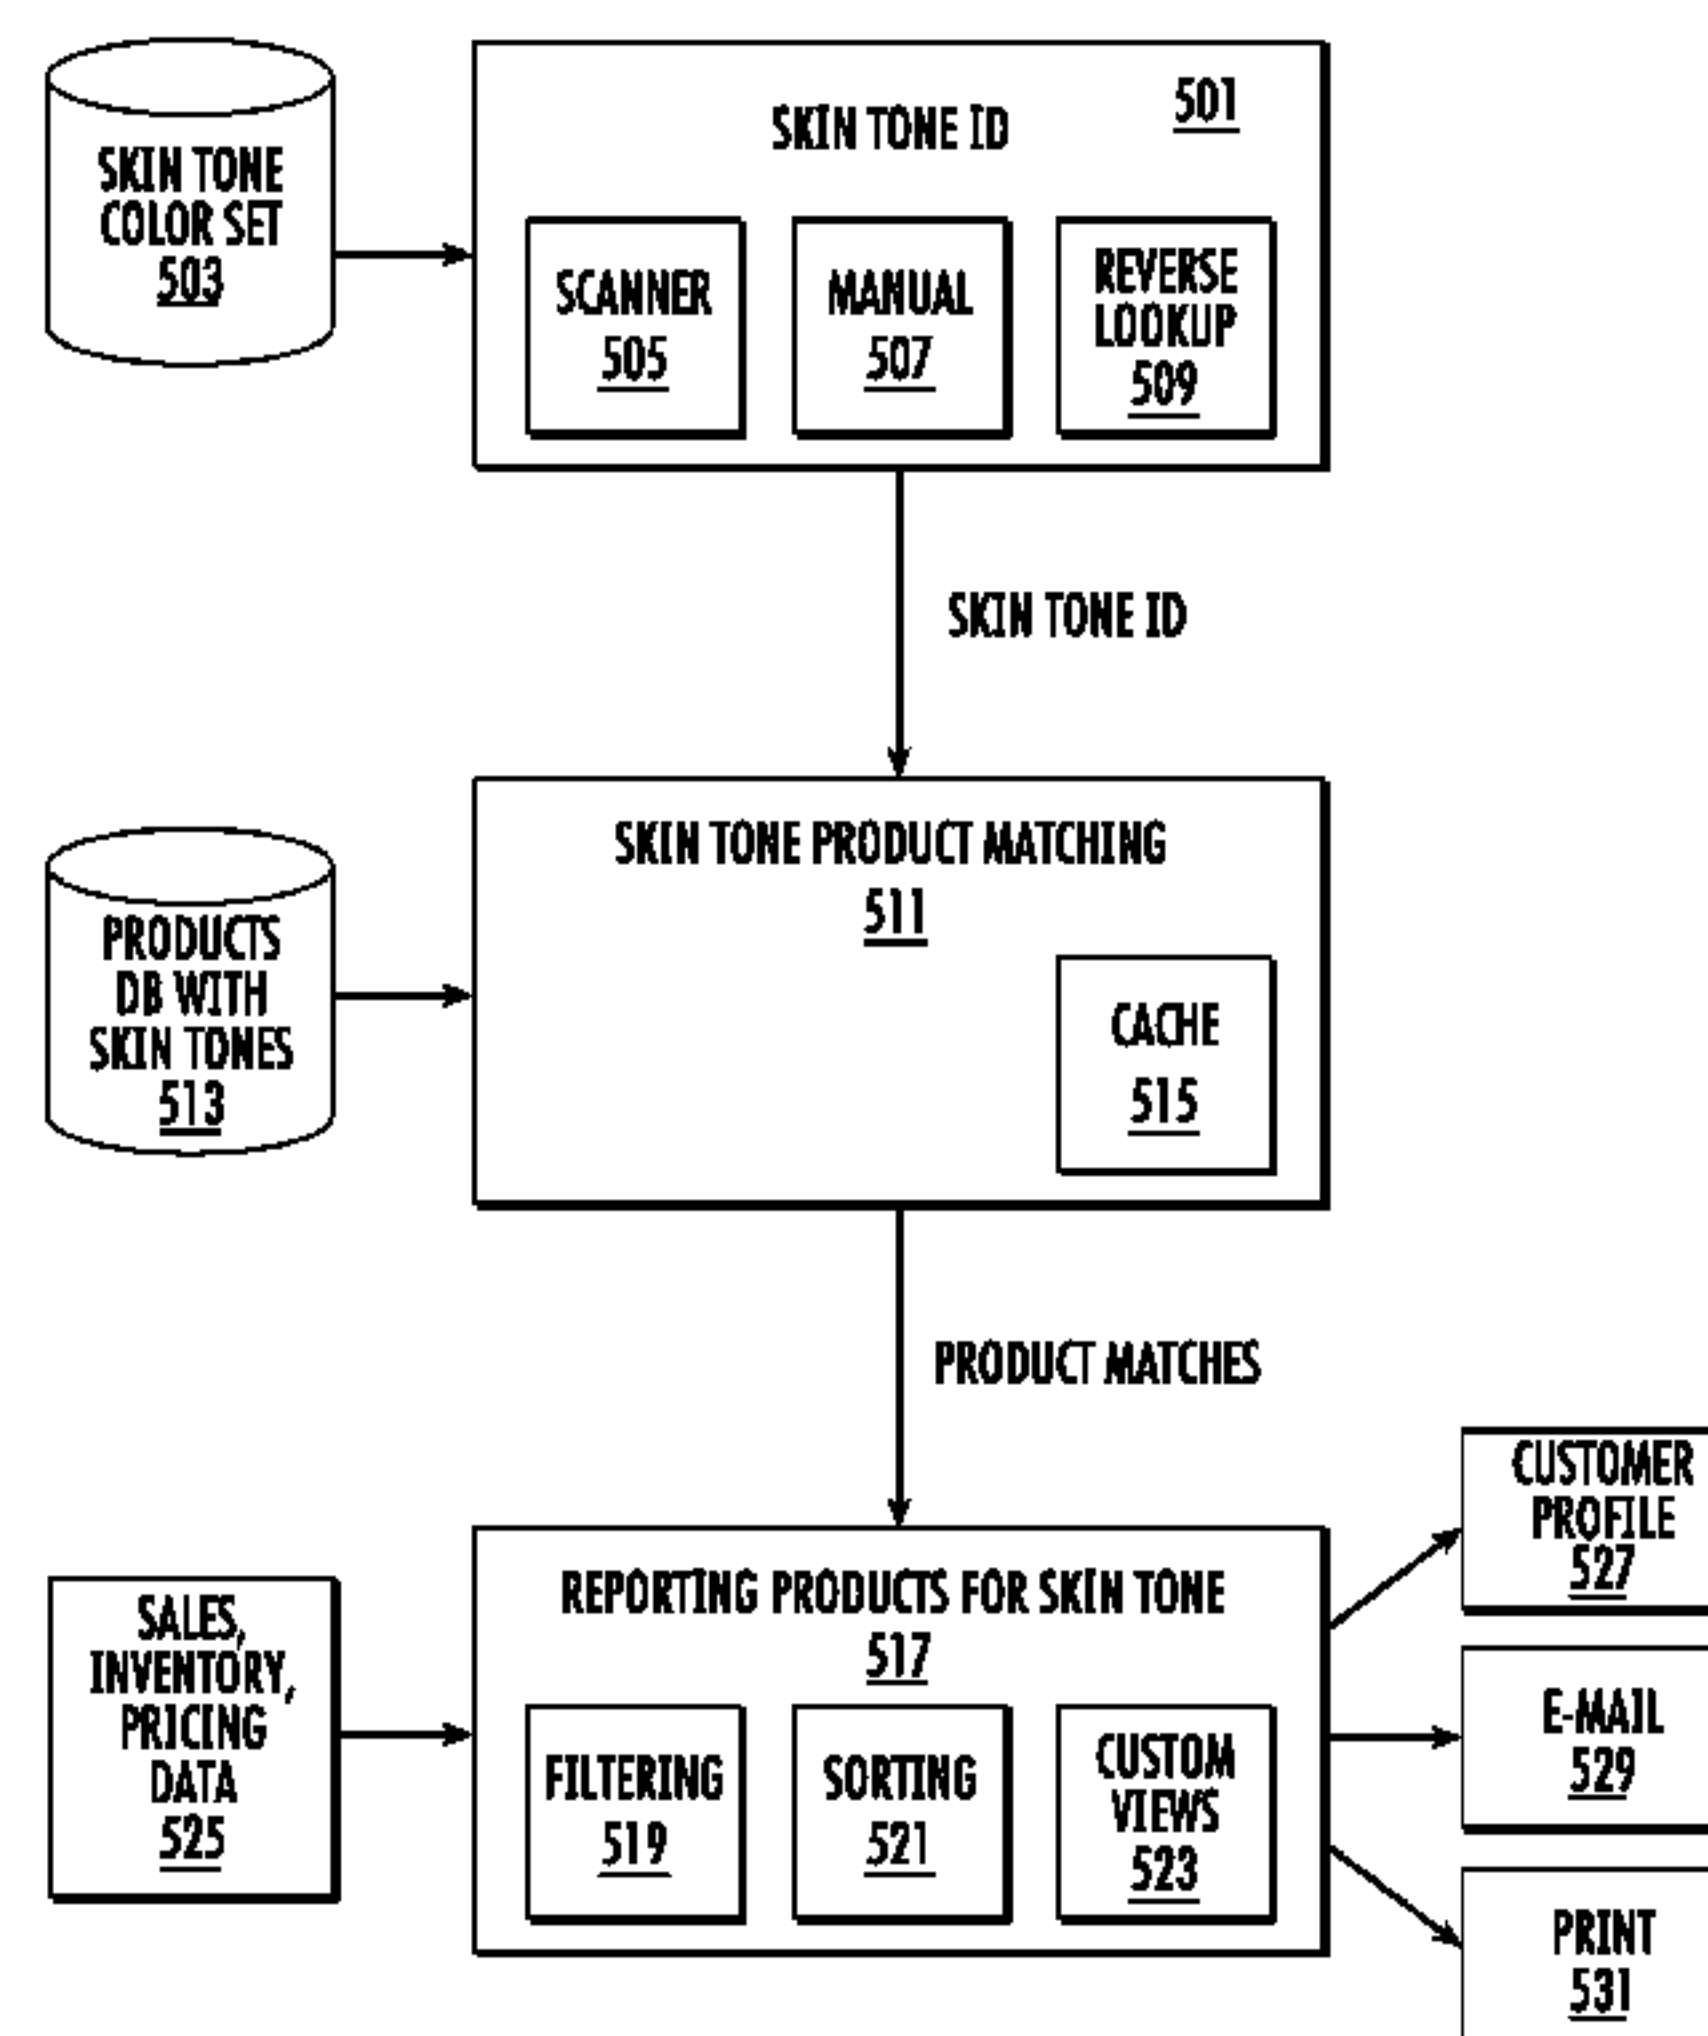 SKIN TONE
COLOR SET
503
SKIN TONE ID
501
SCANNER
505
MANUAL
507
REVERSE
LOOKUP
509
SKIN TONE ID
PRODUCTS
DB WITH
SKIN TONES
513
SKIN TONE PRODUCT MATCHING
511
CACHE
515
PRODUCT MATCHES
SALES,
INVENTORY,
PRICING
DATA
525
REPORTING PRODUCTS FOR SKIN TONE
517
FILTERING
519
SORTING
521
CUSTOM
VIEWS
523
CUSTOMER
PROFILE
527
E-MAIL
529
PRINT
531